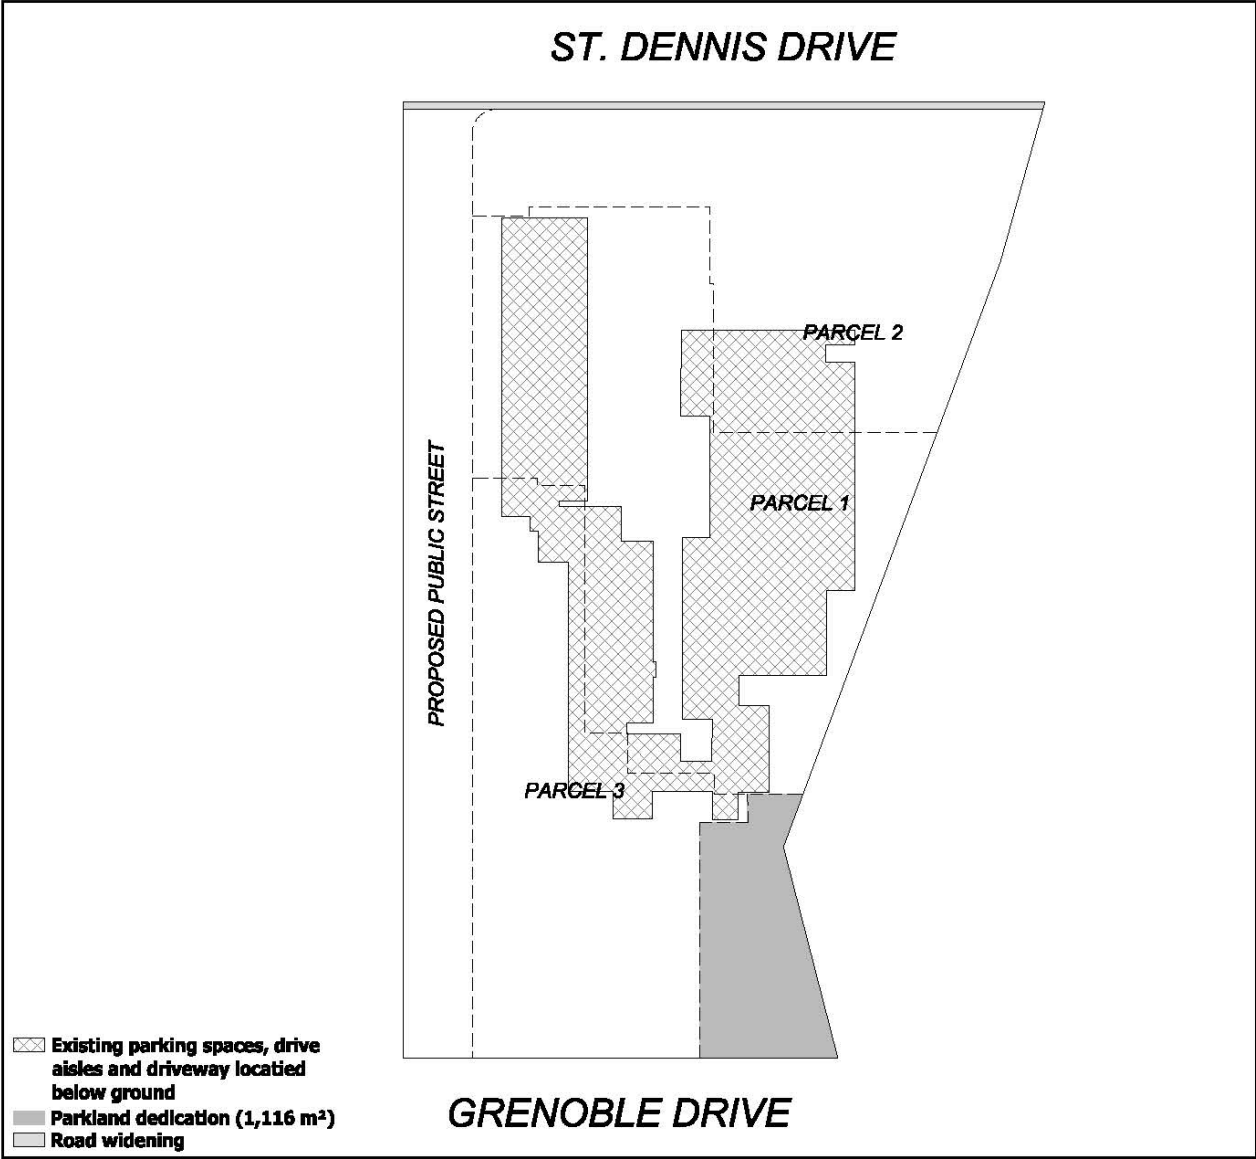 ST. DENNIS DRIVE
PARCEL 2
PARCEL 1
PROPOSED PUBLIC STREET
PARCEL 3
Existing parking spaces, drive
aisles and driveway locatied
below ground
Parkland dedication (1,116 m²)
Road widening
GRENOBLE DRIVE